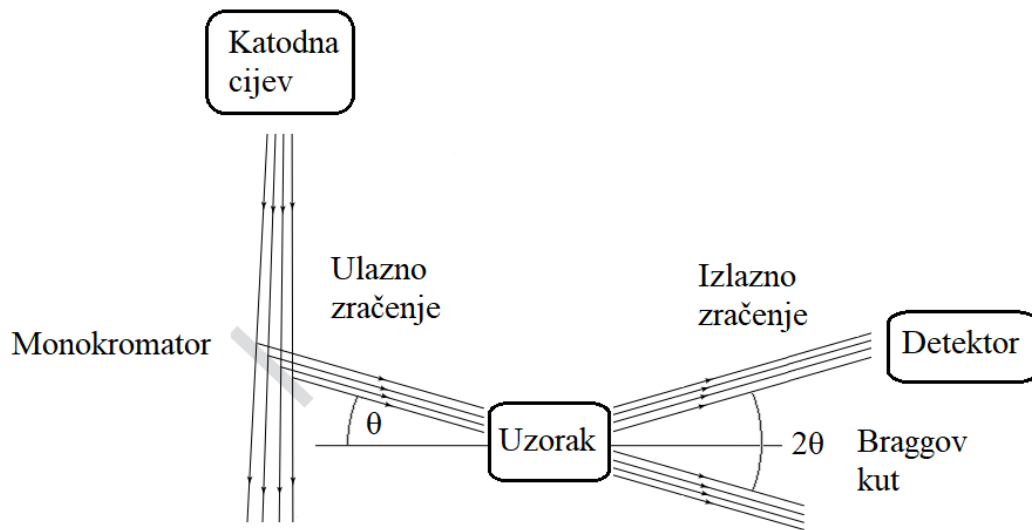 Katodna
cijev
Ulazno
zračenje
Izlazno
zračenje
Monokromator
Detektor
θ
Uzorak
2θ
Braggov
kut